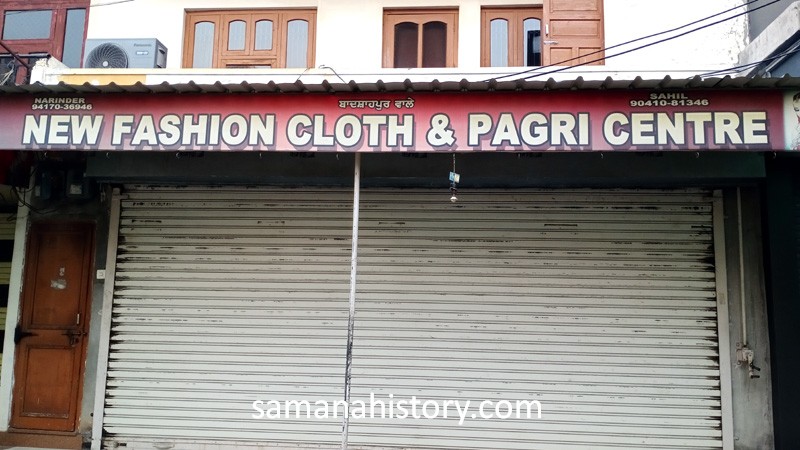 NARINDER
94170-36946
ਬਾਦਸ਼ਾਹਪੁਰ ਵਾਲੇ
SAHIL
90410-81346
NEW FASHION CLOTH & PAGRI CENTRE
samanahistory.com